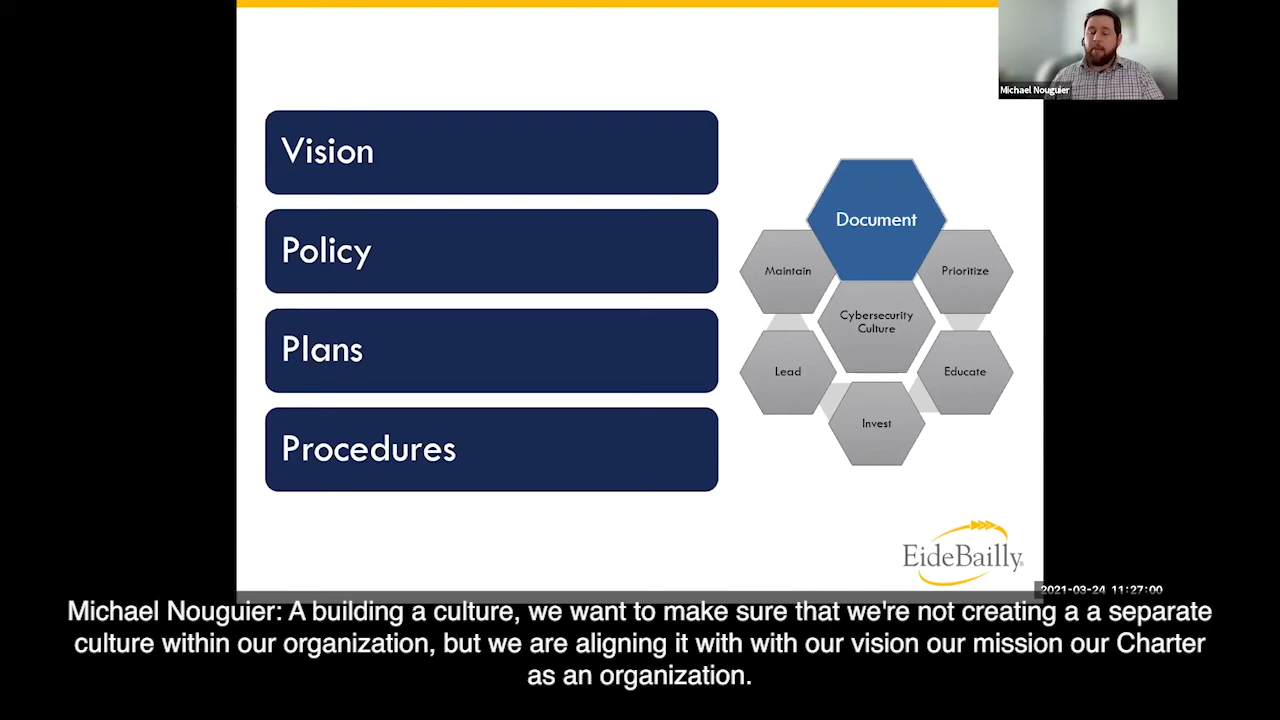 Michael Nouguier
Vision
Policy
Plans
Procedures
Document
Maintain
Prioritize
Cybersecurity
Culture
Lead
Educate
Invest
EideBailly®
2021-03-24 11:27:00
Michael Nouguier: A building a culture, we want to make sure that we're not creating a a separate
culture within our organization, but we are aligning it with with our vision our mission our Charter
as an organization.